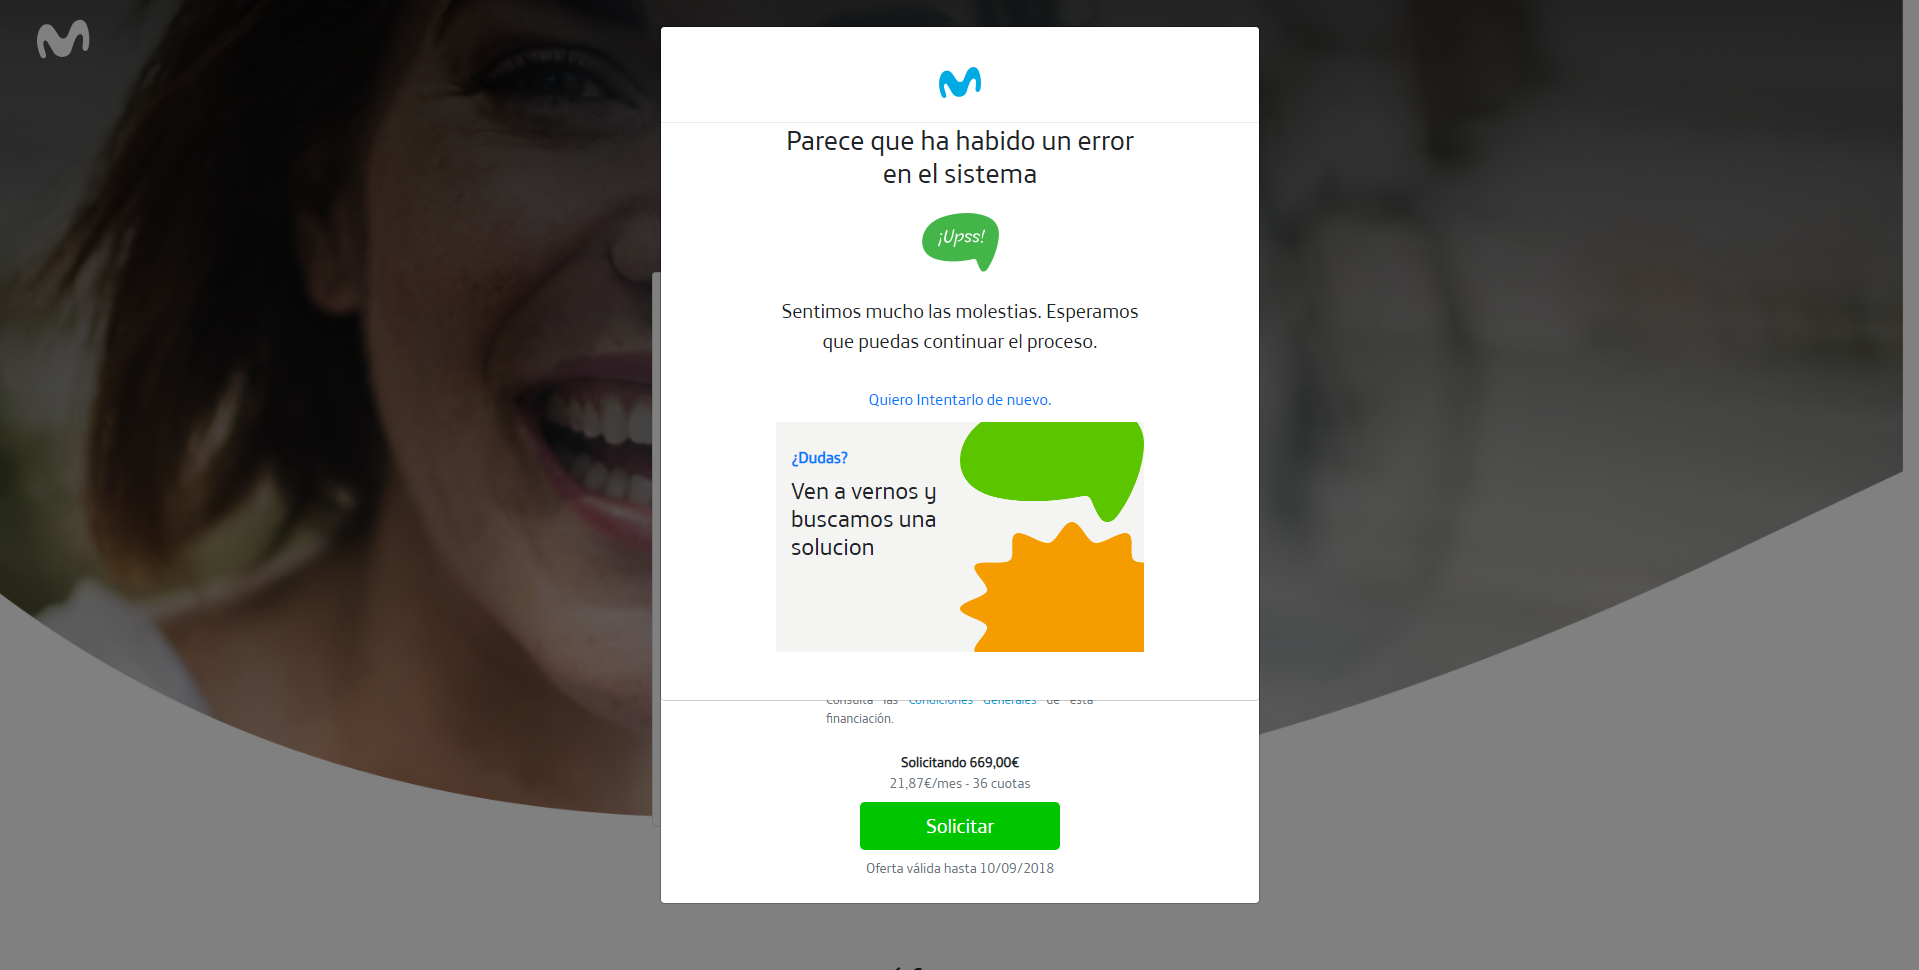 Parece que ha habido un error
en el sistema
¡Upss!
Sentimos mucho las molestias. Esperamos
que puedas continuar el proceso.
Quiero Intentarlo de nuevo.
¿Dudas?
Ven a vernos y
buscamos una
solucion
Consulta las Condiciones Generales de esta
financiación.
Solicitando 669,00€
21,87€/mes - 36 cuotas
Solicitar
Oferta válida hasta 10/09/2018